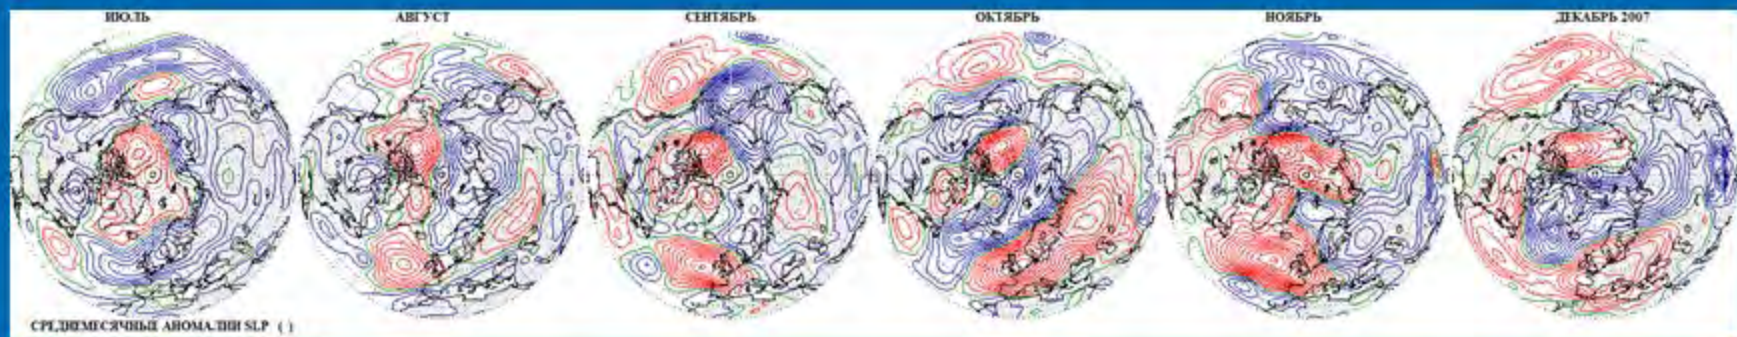 ИЮЛЬ АВГУСТ СЕНТЯБРЬ ОКТЯБРЬ НОЯБРЬ ДЕКАБРЬ 2007
СРЕДНЕМЕСЯЧНЫЕ АНОМАЛИИ SLP ( )